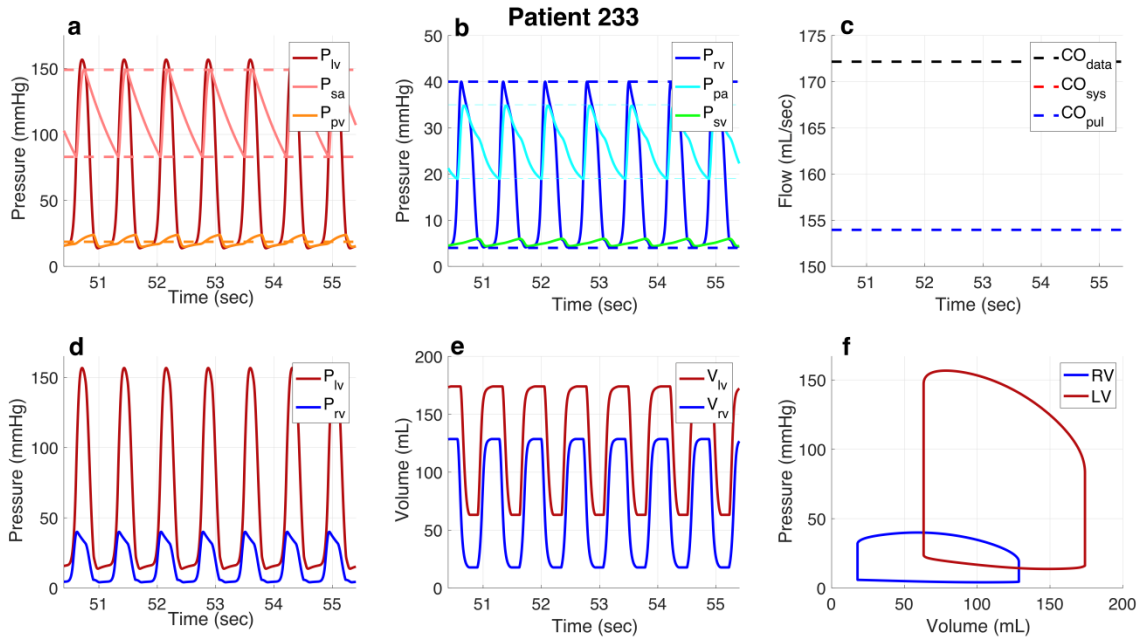 Patient 233
a
Pressure (mmHg)
150
100
50
0
51
52
53
54
55
Time (sec)
P_lv
P_sa
P_pv
b
Pressure (mmHg)
50
40
30
20
10
0
51
52
53
54
55
Time (sec)
P_rv
P_pa
P_sv
c
Flow (mL/sec)
175
170
165
160
155
150
51
52
53
54
55
Time (sec)
CO_data
CO_sys
CO_pul
d
Pressure (mmHg)
150
100
50
0
51
52
53
54
55
Time (sec)
P_lv
P_rv
e
Volume (mL)
200
150
100
50
0
51
52
53
54
55
Time (sec)
V_lv
V_rv
f
Pressure (mmHg)
150
100
50
0
0
50
100
150
200
Volume (mL)
RV
LV